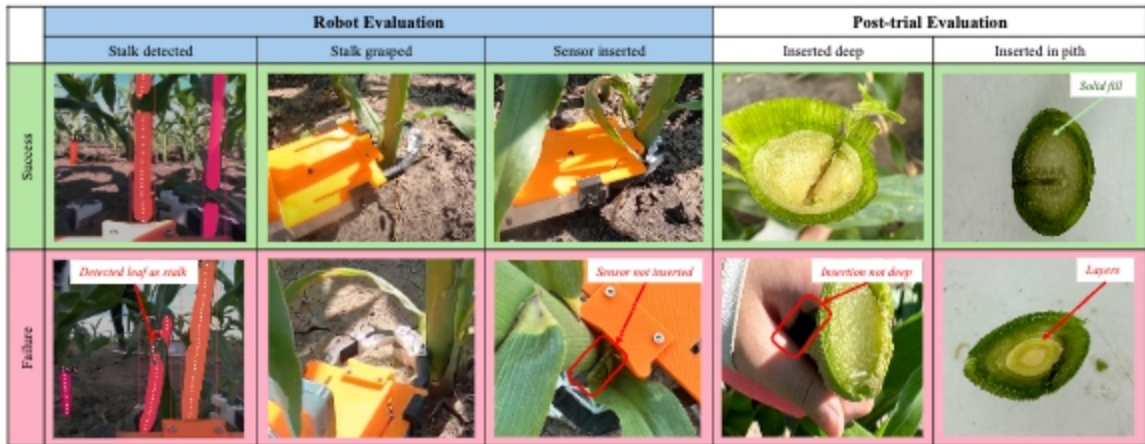 Robot Evaluation
Post-trial Evaluation
Stalk detected
Stalk grasped
Sensor inserted
Inserted deep
Inserted in pith
Success
Solid fill
Failure
Detected leaf as stalk
Sensor not inserted
Insertion not deep
Layers